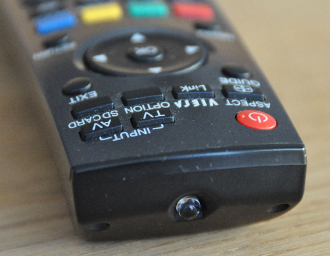 INPUT
TV AV
ASPECT VIERA Link OPTION SD CARD
GUIDE EXIT
OK